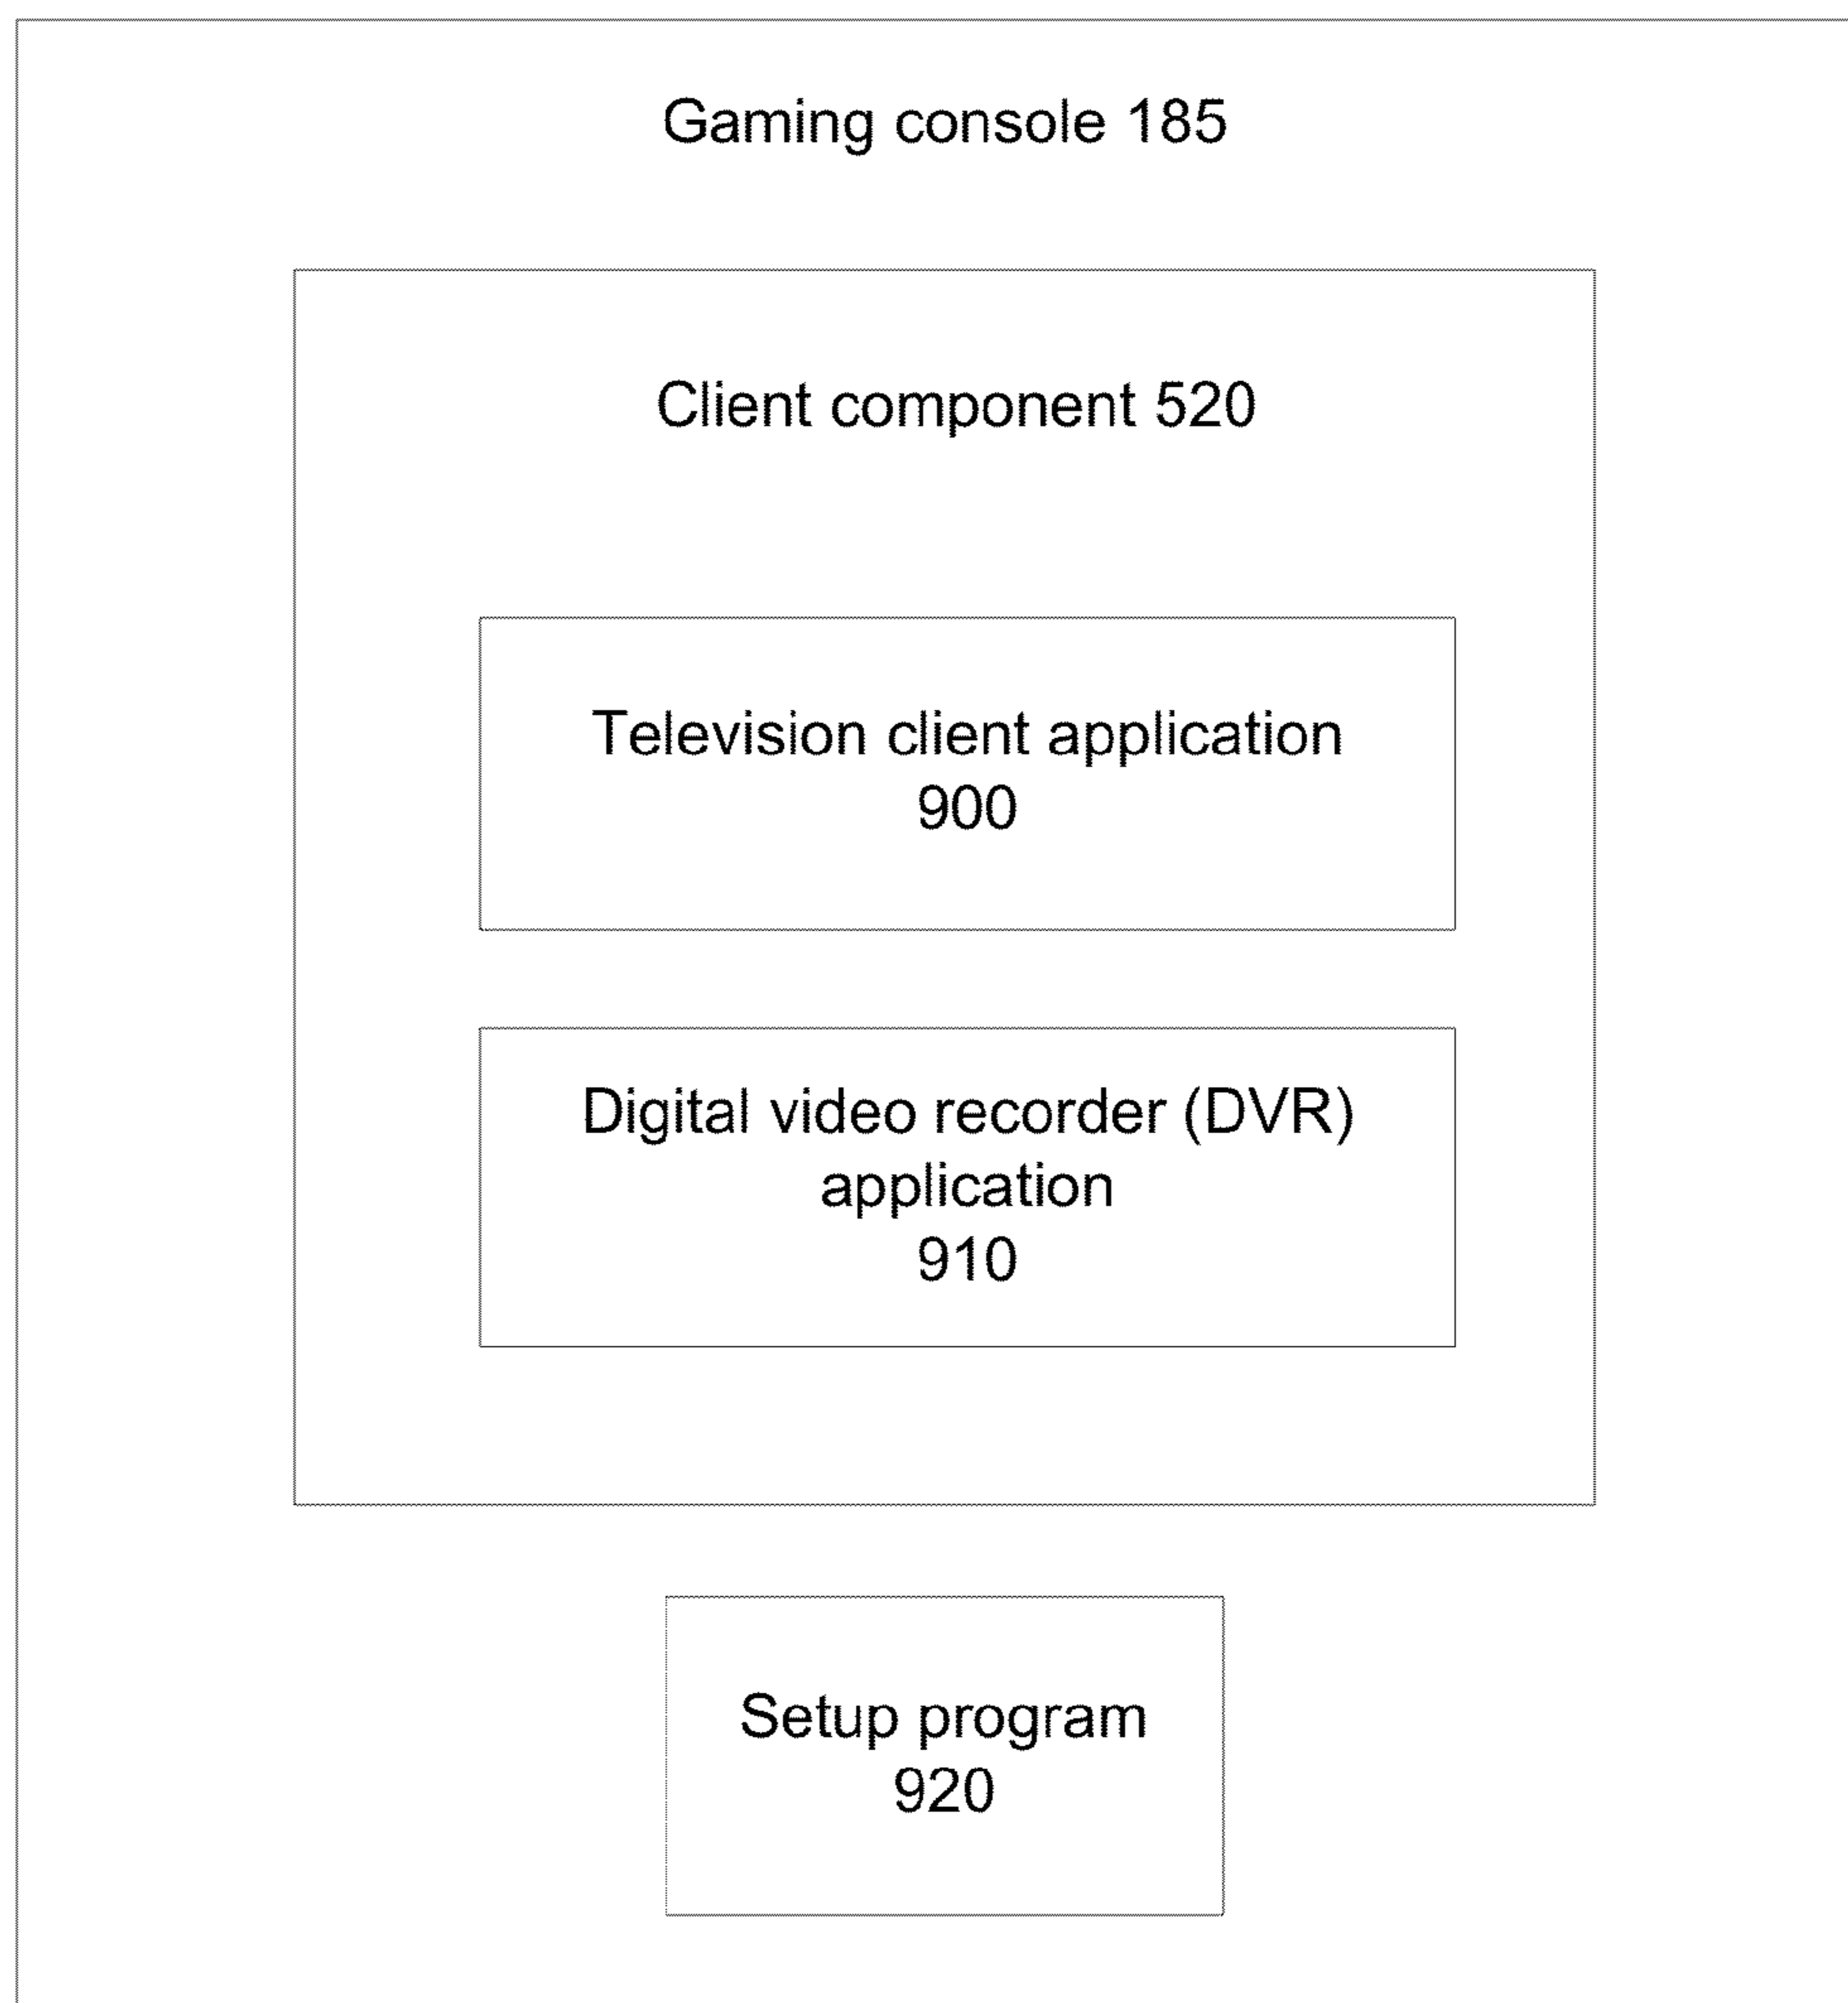 Gaming console 185
Client component 520
Television client application
900
Digital video recorder (DVR)
application
910
Setup program
920